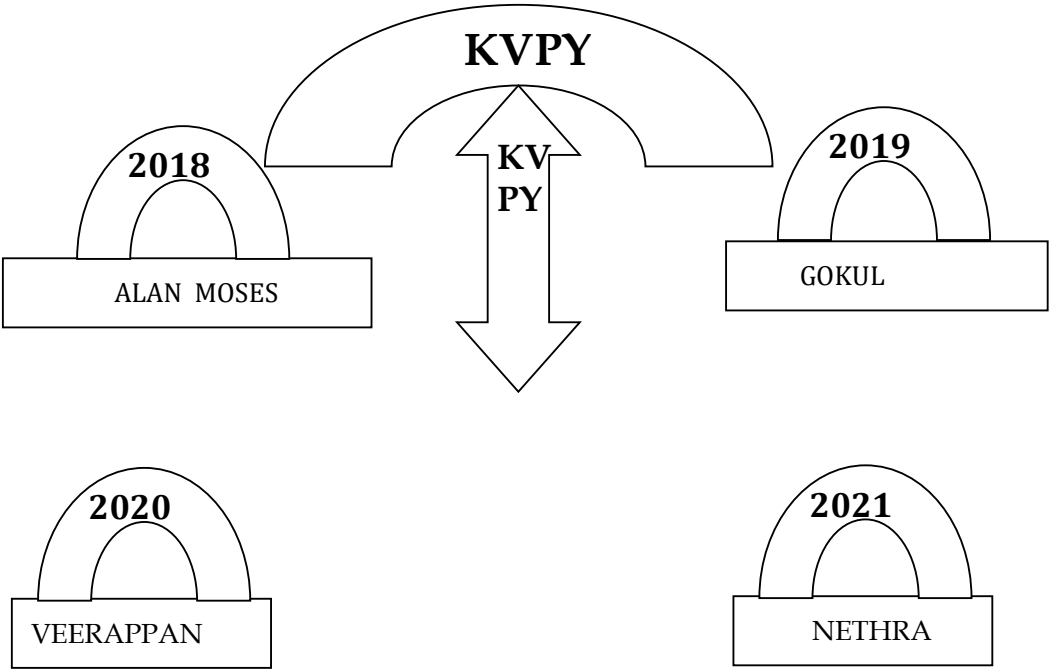 KVPY
KV
PY
2018
ALAN MOSES
2019
GOKUL
2020
VEERAPPAN
2021
NETHRA